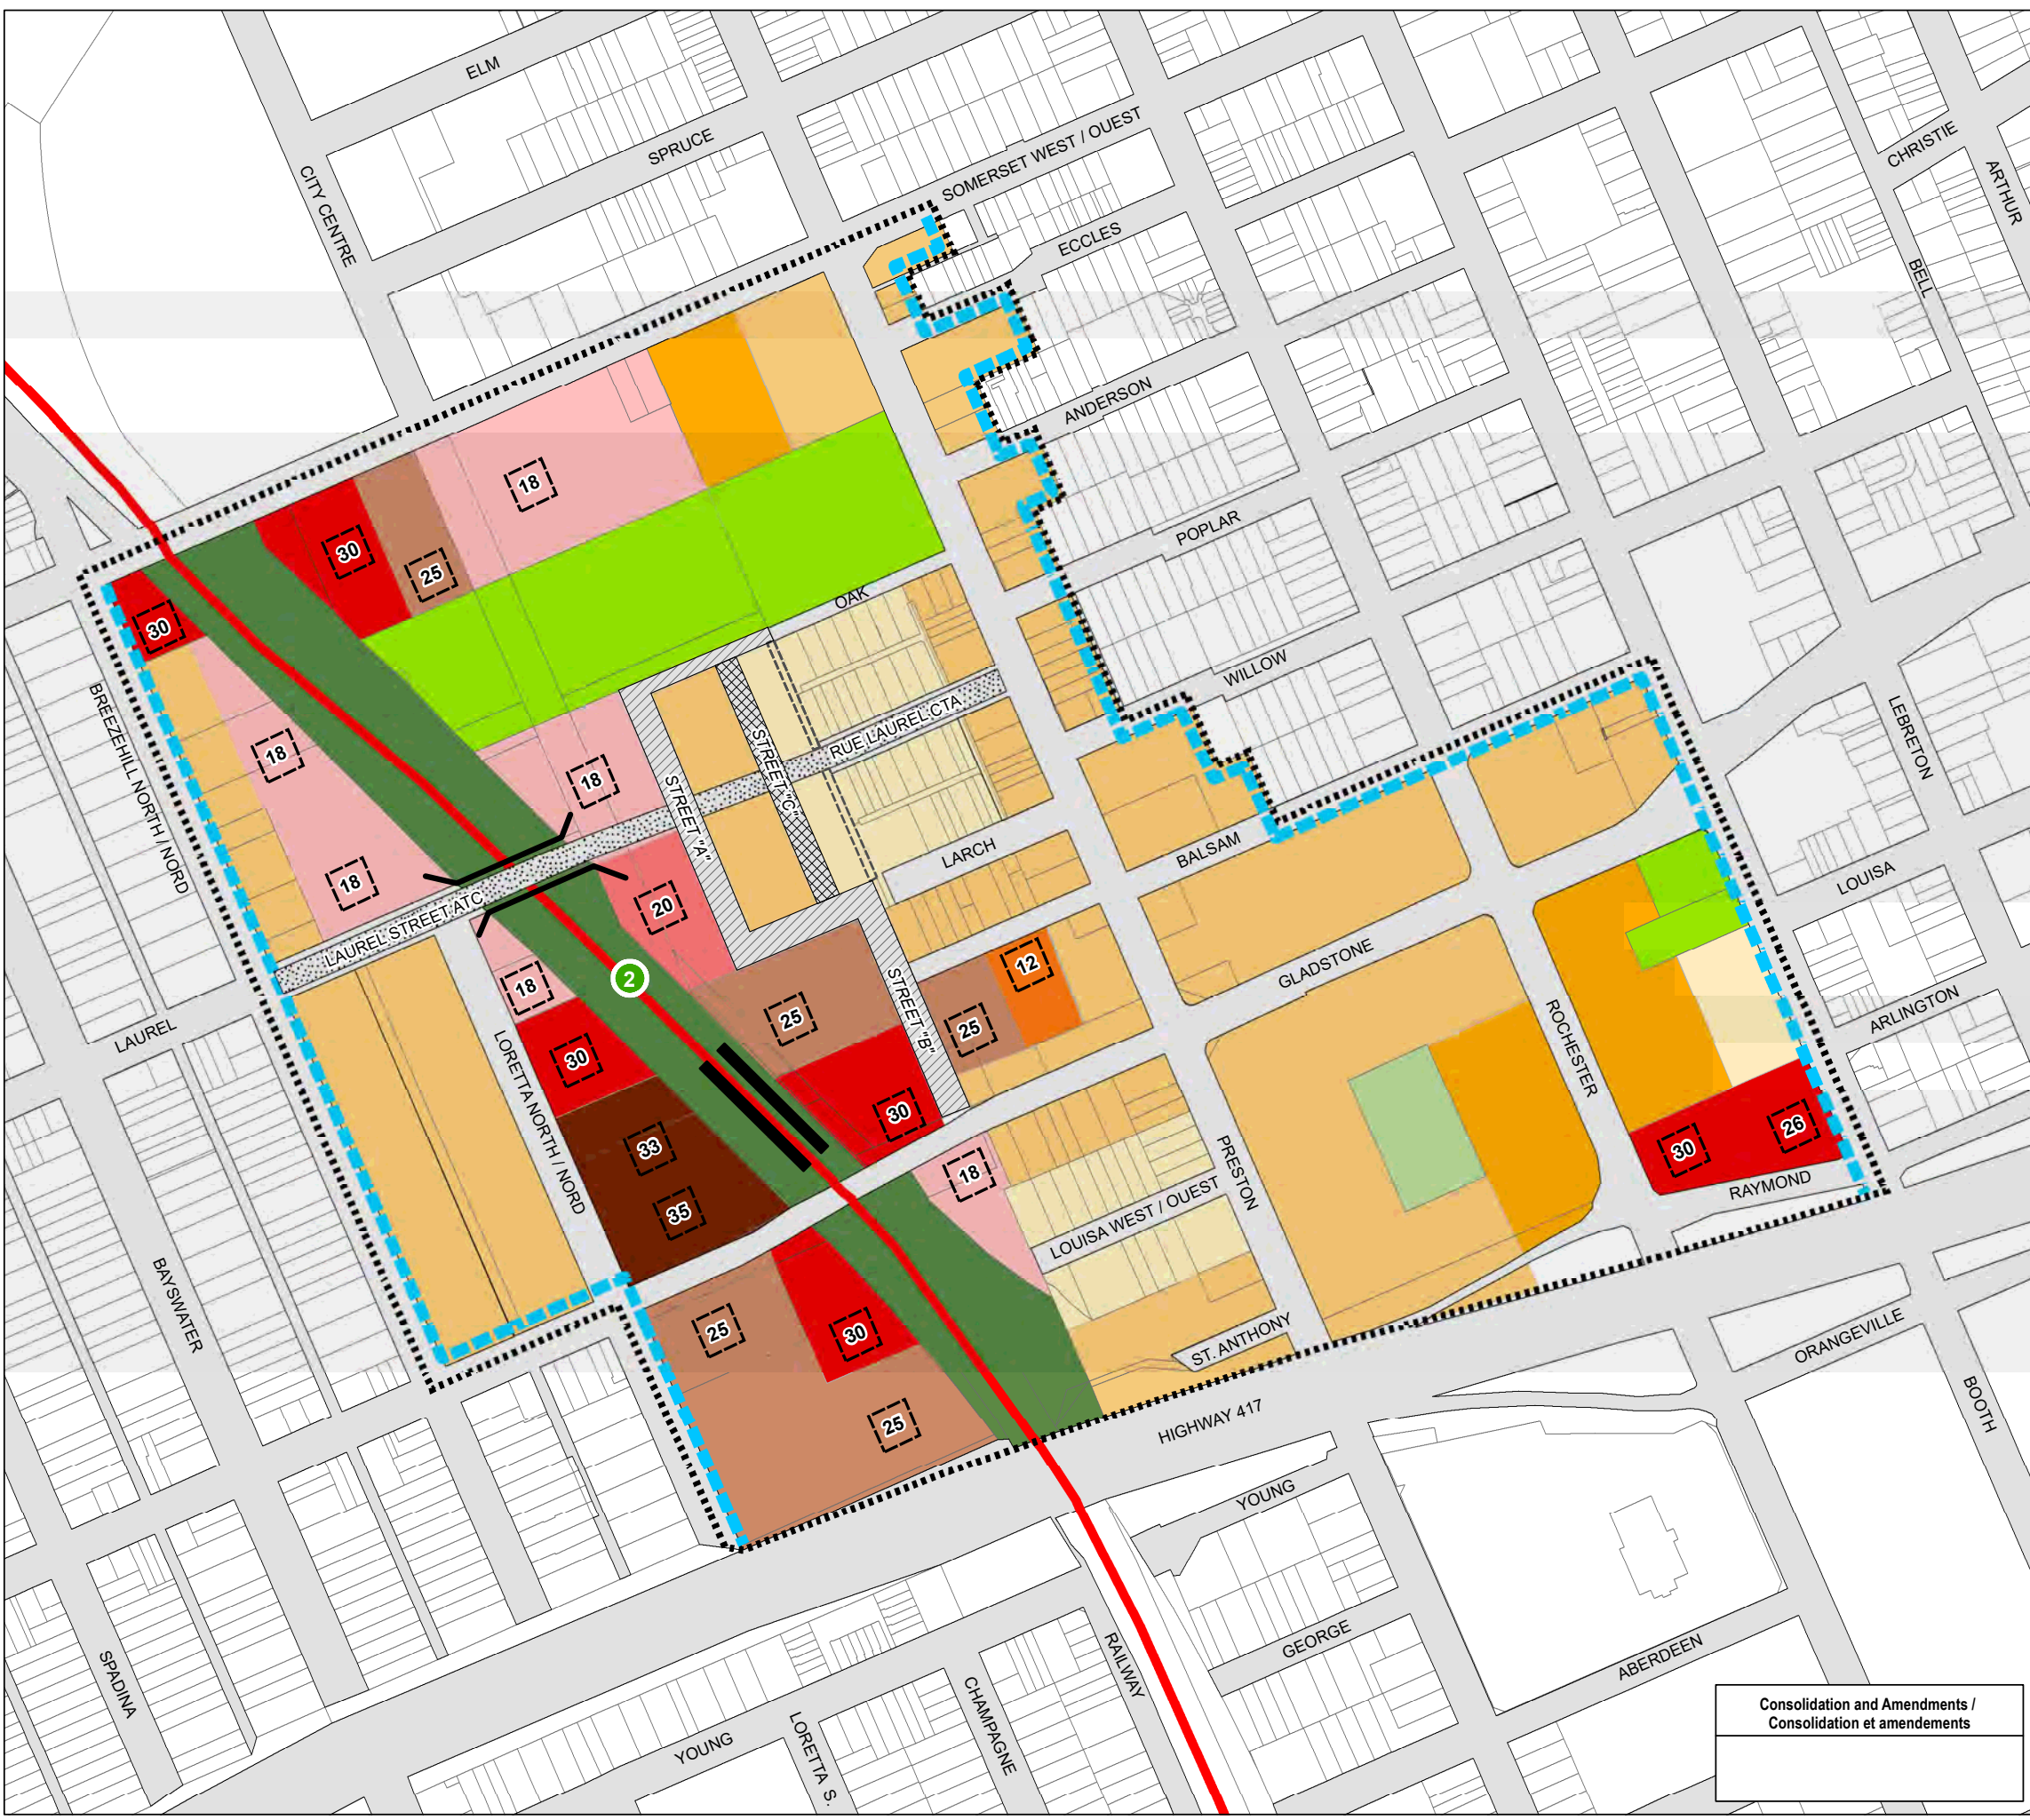 ELM
SPRUCE
CITY CENTRE
SOMERSET WEST / OUEST
ECCLES
CHRISTIE
ARTHUR
BELL
ANDERSON
18
30
25
POPLAR
OAK
30
WILLOW
BREEZEHILL NORTH / NORD
18
18
STREET "A"
STREET "C"
RUE LAUREL CTA
LEBRETON
LARCH
BALSAM
LOUISA
18
20
LAUREL STREET ATC
18
2
25
STREET "B"
25
12
GLADSTONE
ROCHESTER
ARLINGTON
LAUREL
LORETTA NORTH / NORD
30
30
33
35
18
LOUISA WEST / OUEST
PRESTON
30
26
RAYMOND
BAYSWATER
25
30
25
ST. ANTHONY
HIGHWAY 417
ORANGEVILLE
BOOTH
YOUNG
GEORGE
ABERDEEN
SPADINA
YOUNG
LORETTA S.
CHAMPAGNE
RAILWAY
Consolidation and Amendments /
Consolidation et amendements